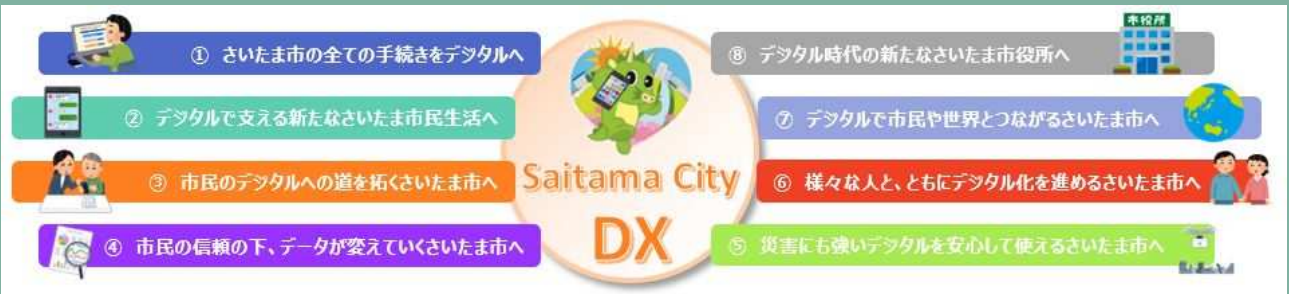 ① さいたま市の全ての手続きをデジタルへ
② デジタルで支える新たなさいたま市民生活へ
③ 市民のデジタルへの道を拓くさいたま市へ
④ 市民の信頼の下、データが変えていくさいたま市へ
Saitama City
DX
市役所
⑧ デジタル時代の新たなさいたま市役所へ
⑦ デジタルで市民や世界とつながるさいたま市へ
⑥ 様々な人と、ともにデジタル化を進めるさいたま市へ
⑤ 災害にも強いデジタルを安心して使えるさいたま市へ